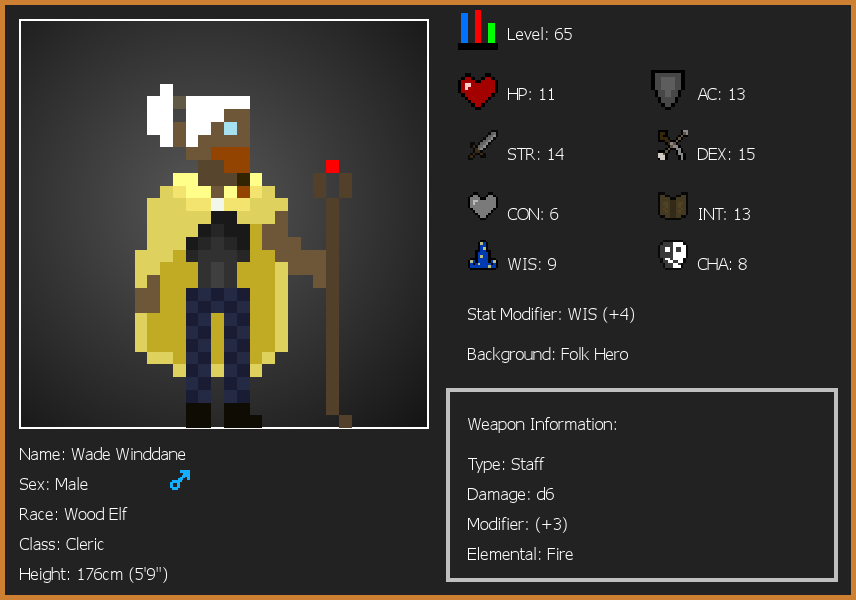 Level: 65
HP: 11
AC: 13
STR: 14
DEX: 15
CON: 6
INT: 13
WIS: 9
CHA: 8
Stat Modifier: WIS (+4)
Background: Folk Hero
Weapon Information:
Type: Staff
Damage: d6
Modifier: (+3)
Elemental: Fire
Name: Wade Winddane
Sex: Male
Race: Wood Elf
Class: Cleric
Height: 176cm (5'9")